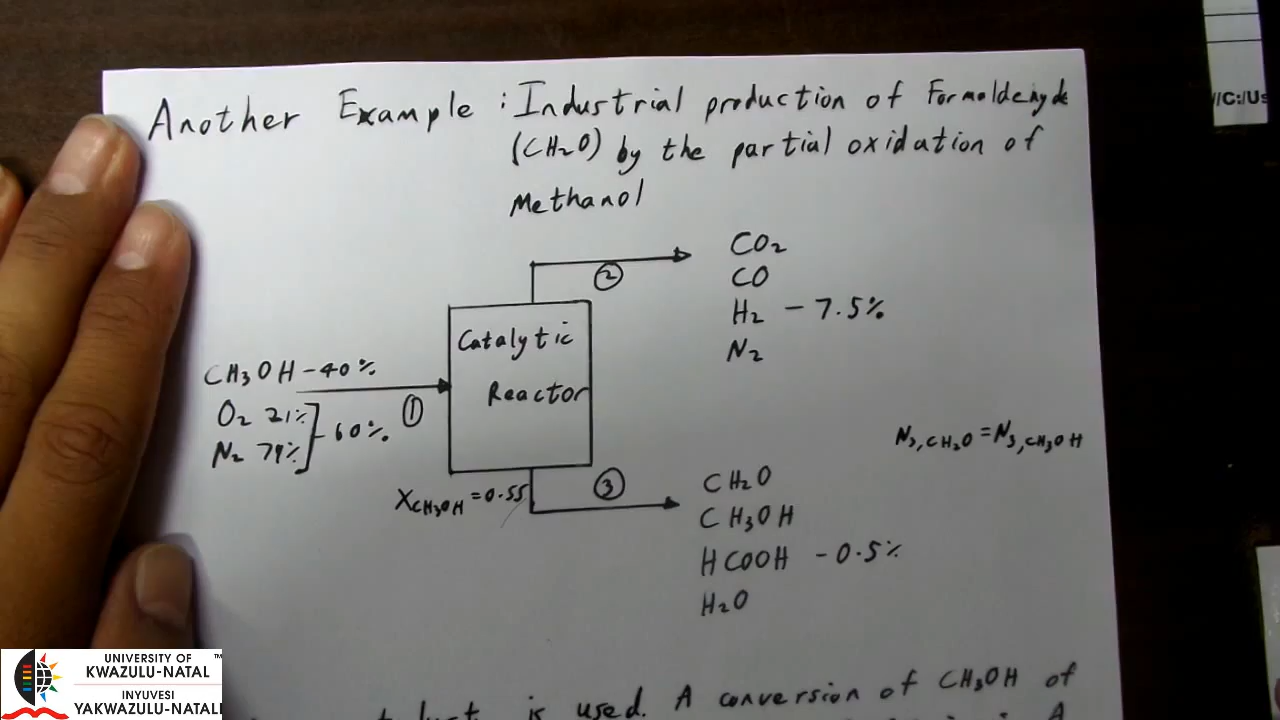 Another Example : Industrial production of Formaldehyde
(CH2O) by the partial oxidation of
Methanol
CO2
CO
H2 - 7.5%
N2
②
Catalytic
Reactor
CH3OH - 40%
O2 21%
N2 79%
- 60%
①
N3,CH2O = N3,CH3OH
XCH3OH = 0.55
③
CH2O
CH3OH
HCOOH - 0.5%
H2O
is used. A conversion of CH3OH of
//C:/Us
UNIVERSITY OF
KWAZULU-NATAL
TM
INYUVESI
YAKWAZULU-NATALI